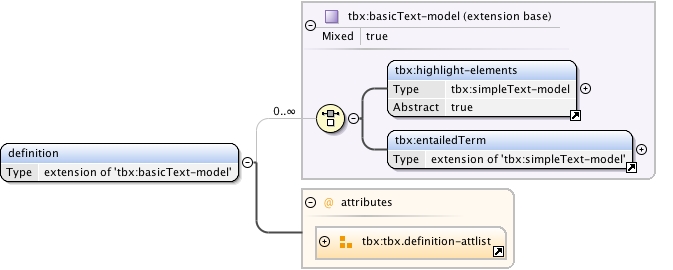 tbx:basicText-model (extension base)
Mixed true
tbx:highlight-elements
Type tbx:simpleText-model
Abstract true
0..∞
tbx:entailedTerm
Type extension of 'tbx:simpleText-model'
definition
Type extension of 'tbx:basicText-model'
@ attributes
tbx:tbx.definition-attlist